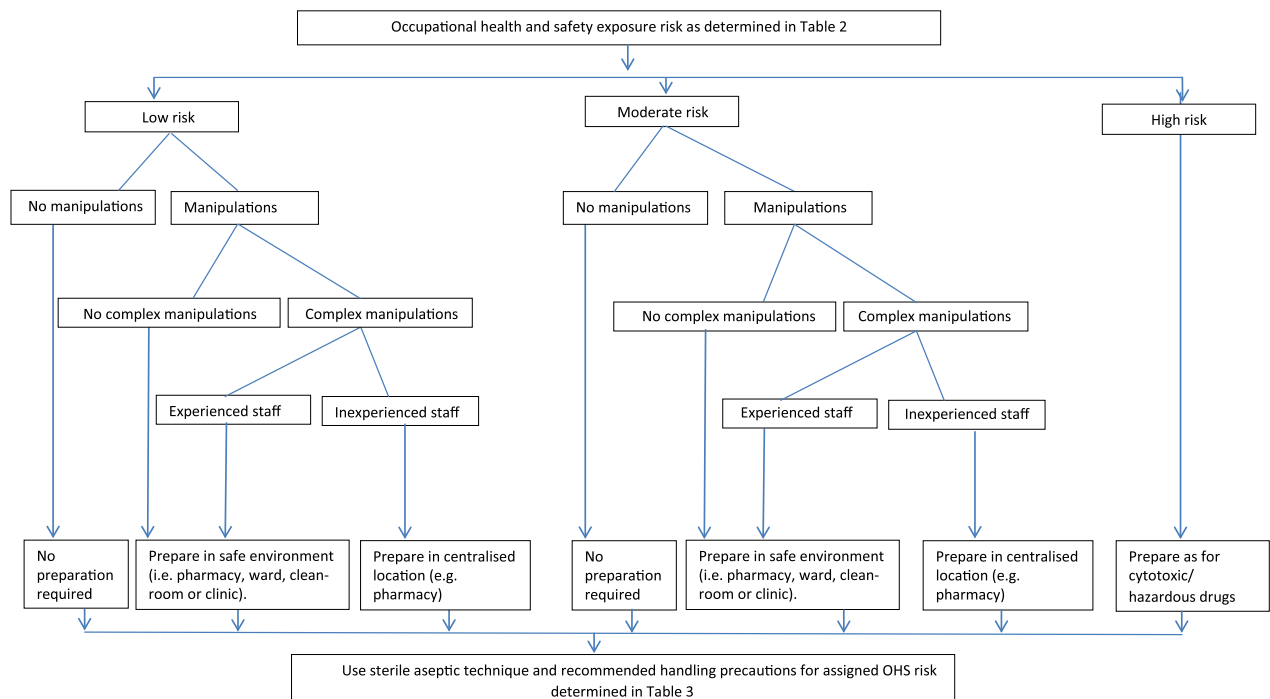 Occupational health and safety exposure risk as determined in Table 2
Low risk
Moderate risk
High risk
No manipulations
Manipulations
No manipulations
Manipulations
No complex manipulations
Complex manipulations
No complex manipulations
Complex manipulations
Experienced staff
Inexperienced staff
Experienced staff
Inexperienced staff
No
preparation
required
Prepare in safe environment
(i.e. pharmacy, ward, clean-
room or clinic).
Prepare in centralised
location (e.g.
pharmacy)
No
preparation
required
Prepare in safe environment
(i.e. pharmacy, ward, clean-
room or clinic).
Prepare in centralised
location (e.g.
pharmacy)
Prepare as for
cytotoxic/
hazardous drugs
Use sterile aseptic technique and recommended handling precautions for assigned OHS risk
determined in Table 3